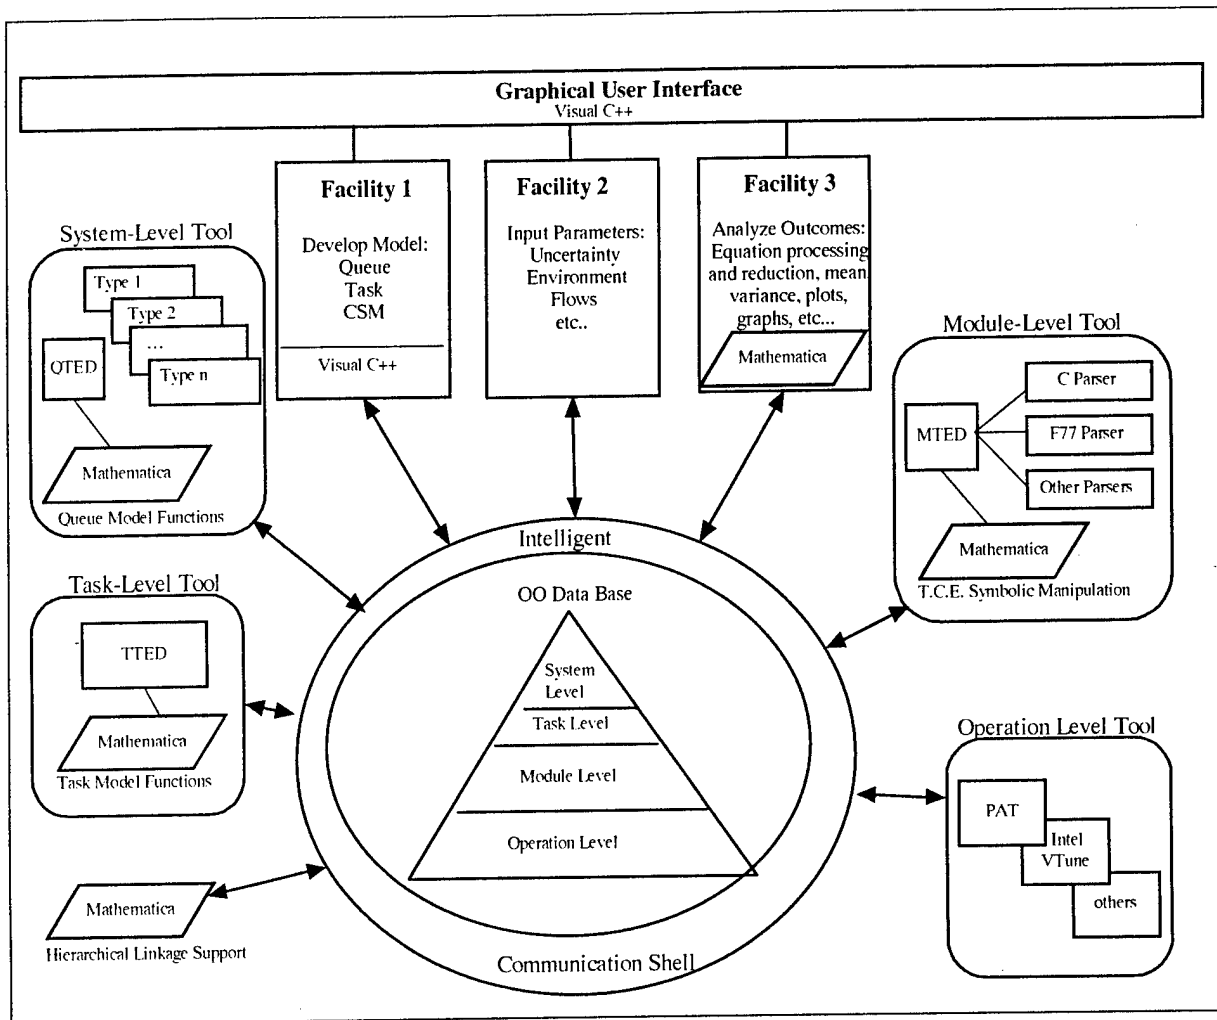 Graphical User Interface
Visual C++
Facility 1
Develop Model:
Queue
Task
CSM
Visual C++
Facility 2
Input Parameters:
Uncertainty
Environment
Flows
etc..
Facility 3
Analyze Outcomes:
Equation processing
and reduction, mean
variance, plots,
graphs, etc...
Mathematica
System-Level Tool
Type 1
Type 2
...
Type n
QTED
Mathematica
Queue Model Functions
Module-Level Tool
C Parser
MTED
F77 Parser
Other Parsers
Mathematica
T.C.E. Symbolic Manipulation
Task-Level Tool
TTED
Mathematica
Task Model Functions
Intelligent
OO Data Base
System
Level
Task Level
Module Level
Operation Level
Communication Shell
Operation Level Tool
PAT
Intel
VTune
others
Mathematica
Hierarchical Linkage Support